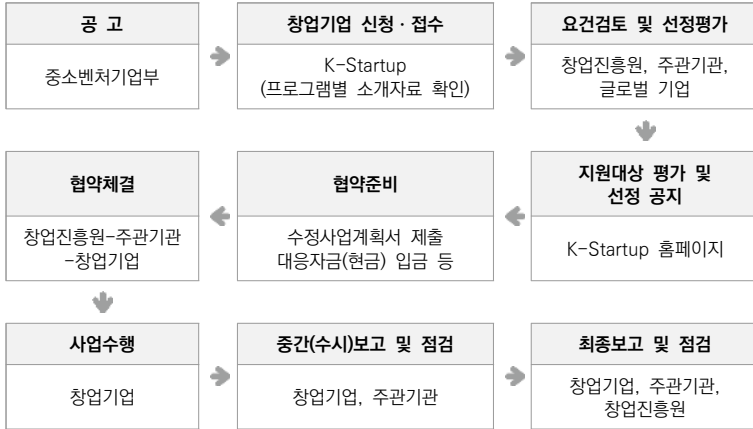 공 고
중소벤처기업부
창업기업 신청·접수
K-Startup
(프로그램별 소개자료 확인)
요건검토 및 선정평가
창업진흥원, 주관기관,
글로벌 기업
지원대상 평가 및
선정 공지
K-Startup 홈페이지
협약준비
수정사업계획서 제출
대응자금(현금) 입금 등
협약체결
창업진흥원-주관기관
-창업기업
사업수행
창업기업
중간(수시)보고 및 점검
창업기업, 주관기관
최종보고 및 점검
창업기업, 주관기관,
창업진흥원